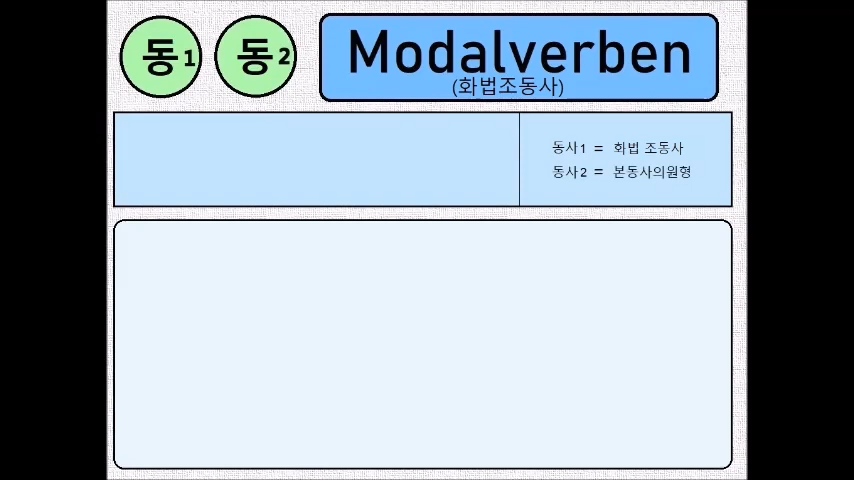 동1 동2 Modalverben
(화법조동사)
동사1 = 화법 조동사
동사2 = 본동사의원형